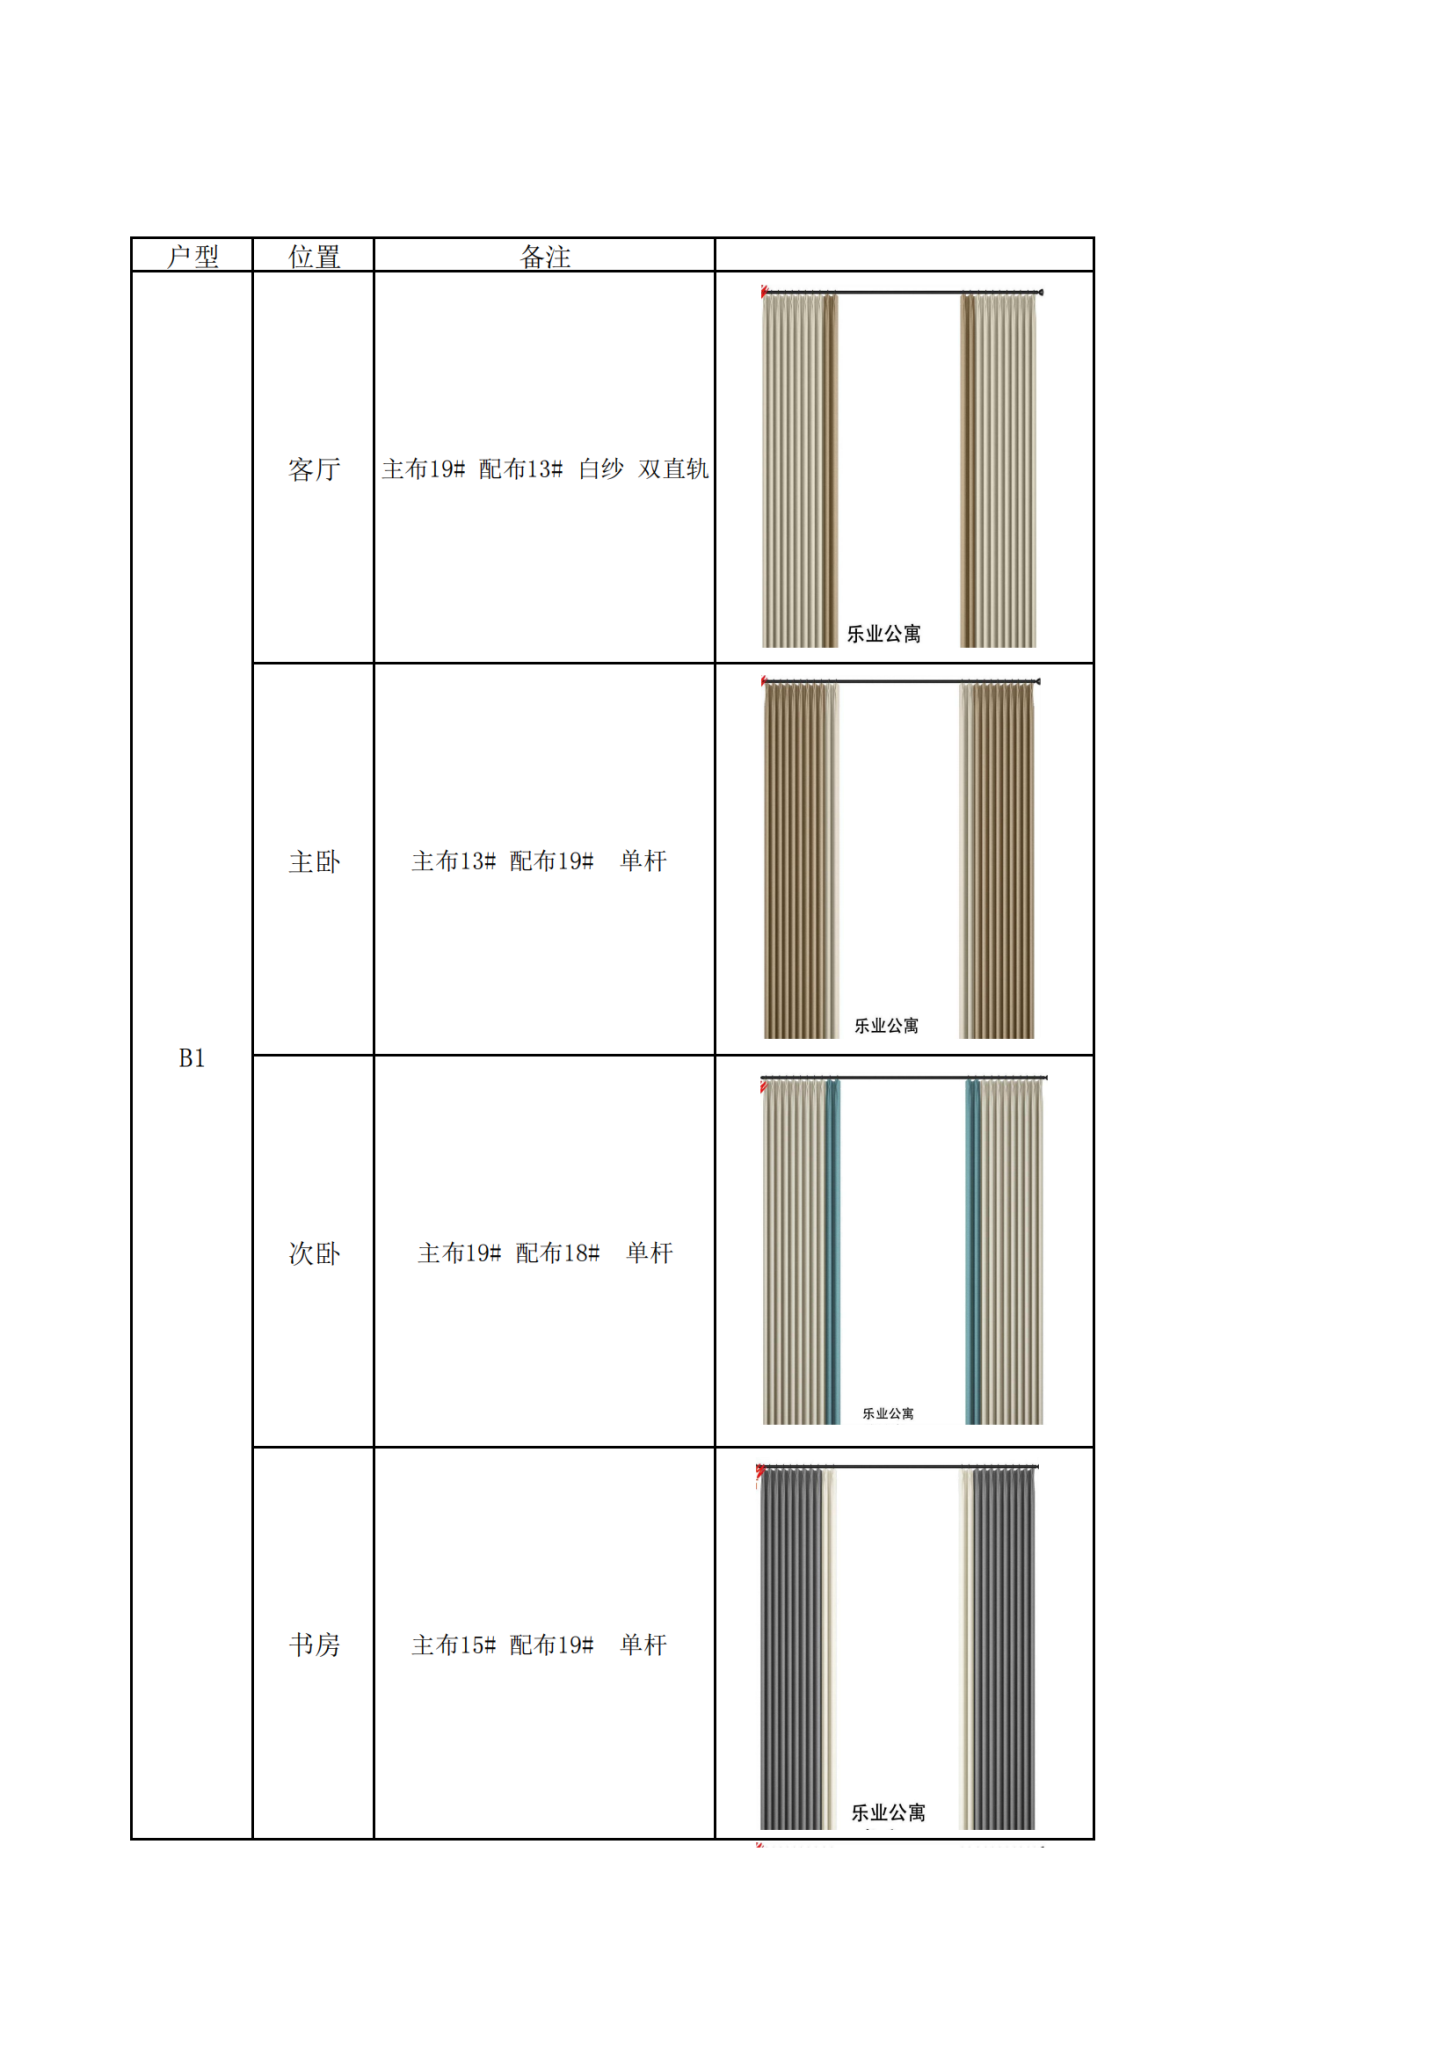 户型 位置 备注
客厅 主布19# 配布13# 白纱 双直轨
乐业公寓
主卧 主布13# 配布19# 单杆
乐业公寓
B1
次卧 主布19# 配布18# 单杆
乐业公寓
书房 主布15# 配布19# 单杆
乐业公寓